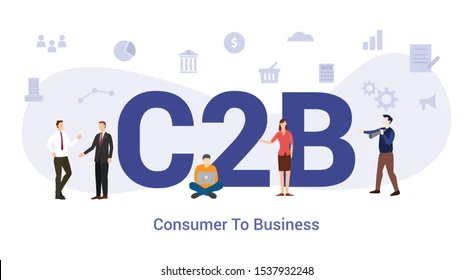 C2B
Consumer To Business
shutterstock.com · 1537932248